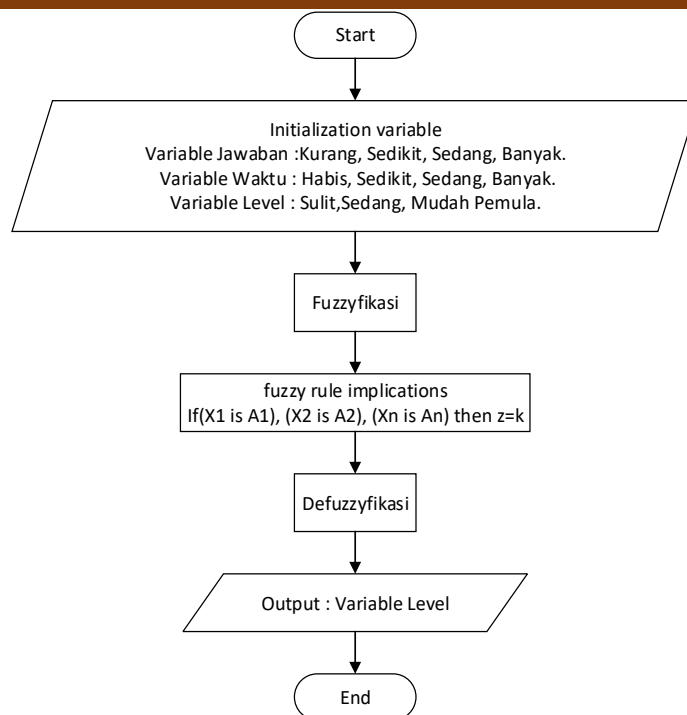 Start
Initialization variable
Variable Jawaban :Kurang, Sedikit, Sedang, Banyak.
Variable Waktu : Habis, Sedikit, Sedang, Banyak.
Variable Level : Sulit,Sedang, Mudah Pemula.
Fuzzyfikasi
fuzzy rule implications
If(X1 is A1), (X2 is A2), (Xn is An) then z=k
Defuzzyfikasi
Output : Variable Level
End